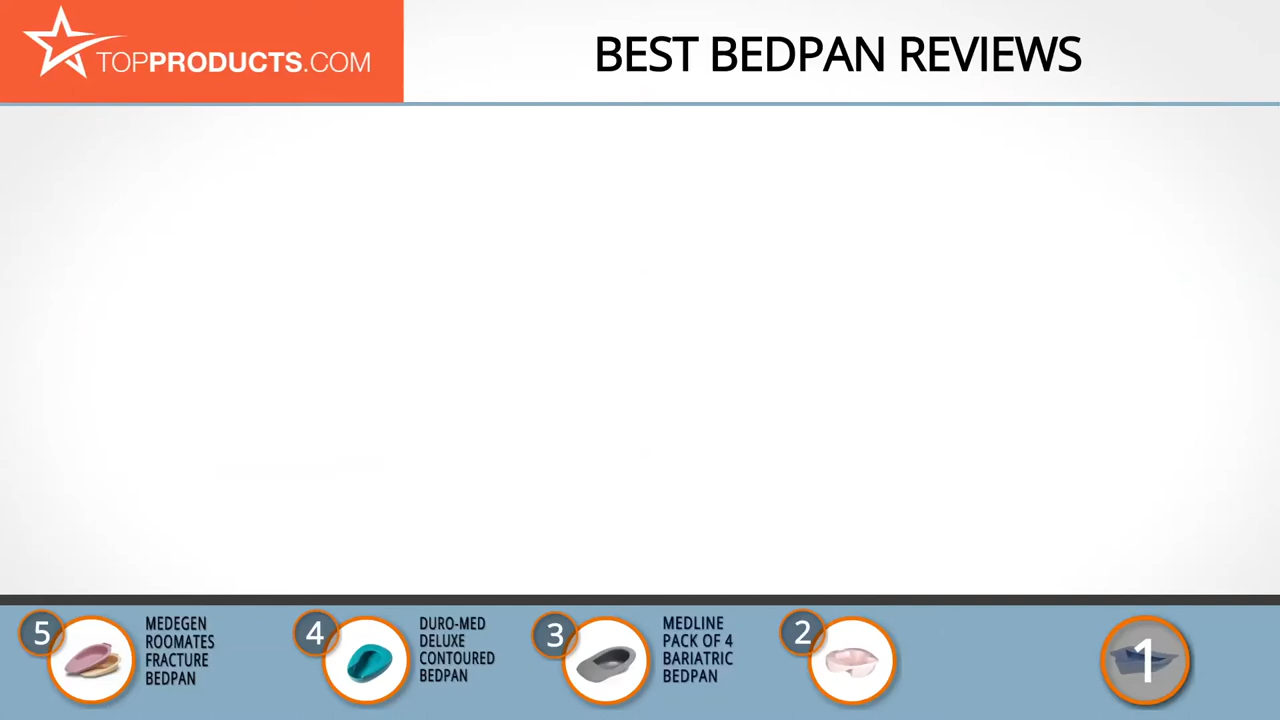 TOPPRODUCTS.COM
BEST BEDPAN REVIEWS
5
MEDEGEN
ROOMATES
FRACTURE
BEDPAN
4
DURO-MED
DELUXE
CONTOURED
BEDPAN
3
MEDLINE
PACK OF 4
BARIATRIC
BEDPAN
2
1